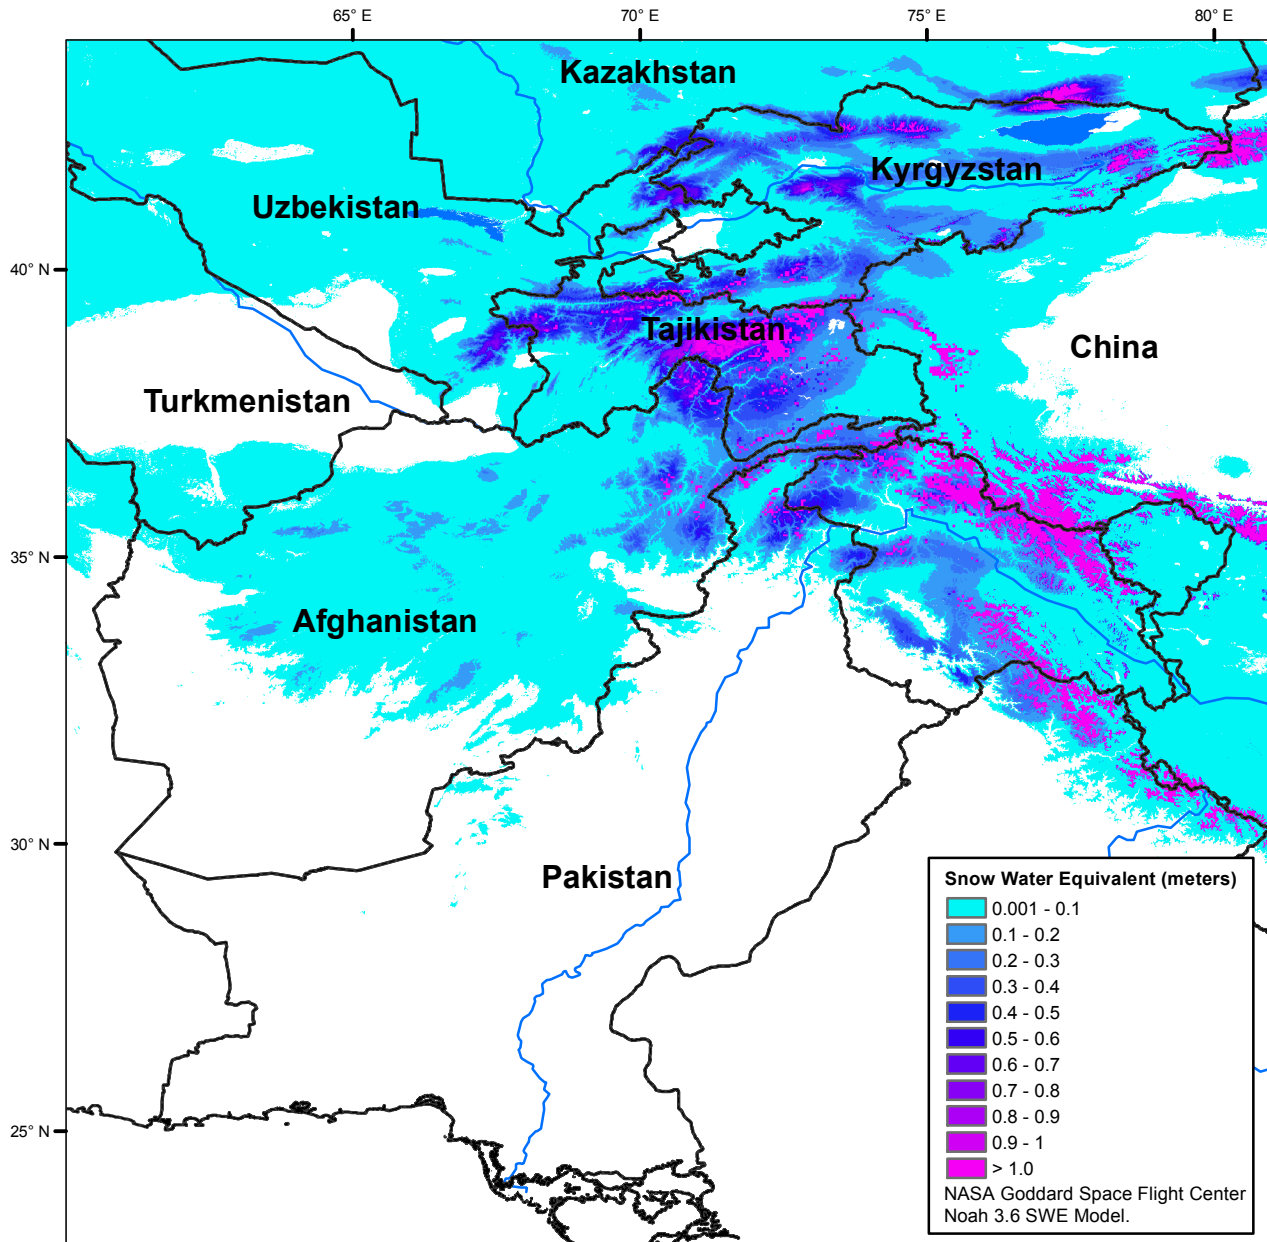 65° E
70° E
75° E
80° E
Kazakhstan
Kyrgyzstan
Uzbekistan
40° N
Tajikistan
China
Turkmenistan
35° N
Afghanistan
30° N
Pakistan
25° N
Snow Water Equivalent (meters)
0.001 - 0.1
0.1 - 0.2
0.2 - 0.3
0.3 - 0.4
0.4 - 0.5
0.5 - 0.6
0.6 - 0.7
0.7 - 0.8
0.8 - 0.9
0.9 - 1
> 1.0
NASA Goddard Space Flight Center
Noah 3.6 SWE Model.